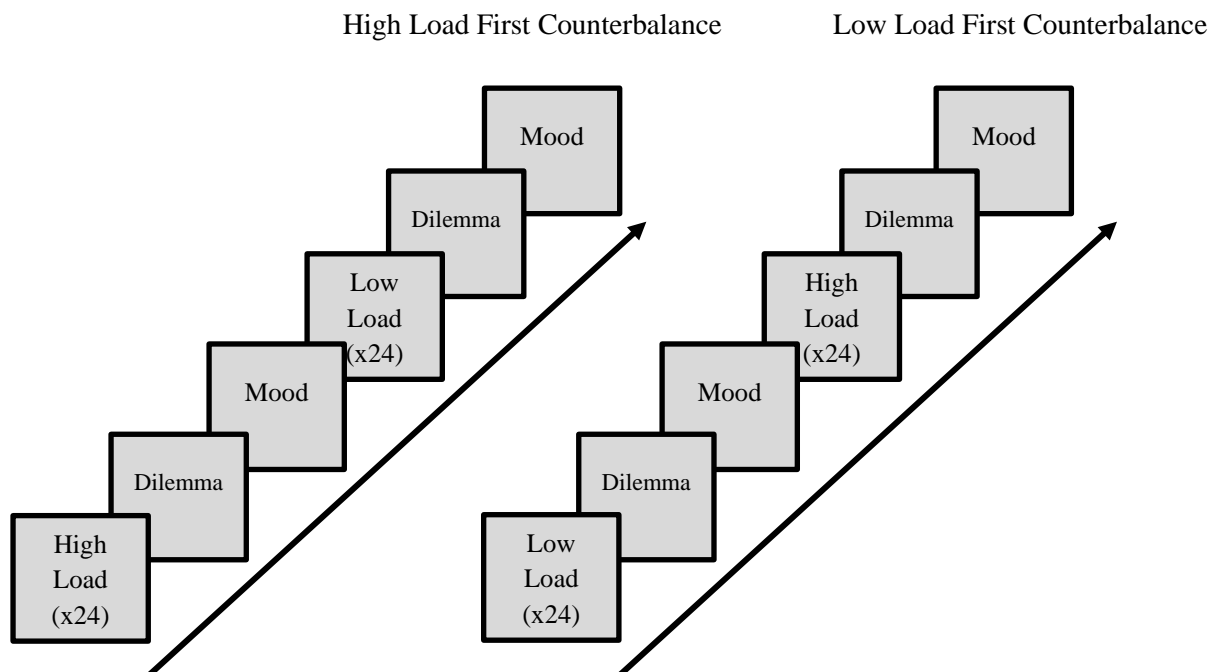 High Load First Counterbalance
Low Load First Counterbalance
Mood
Dilemma
Low
Load
(x24)
Mood
Dilemma
High
Load
(x24)
Mood
Dilemma
High
Load
(x24)
Mood
Dilemma
Low
Load
(x24)